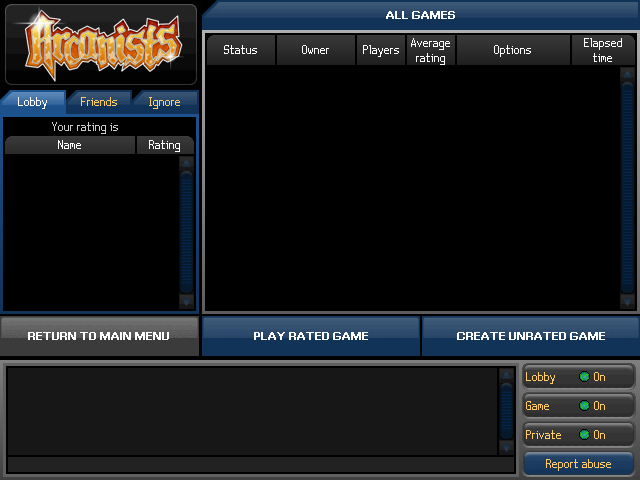 Arcanists
ALL GAMES
Status Owner Players Average rating Options Elapsed time
Lobby Friends Ignore
Your rating is
Name Rating
RETURN TO MAIN MENU PLAY RATED GAME CREATE UNRATED GAME
Lobby On
Game On
Private On
Report abuse